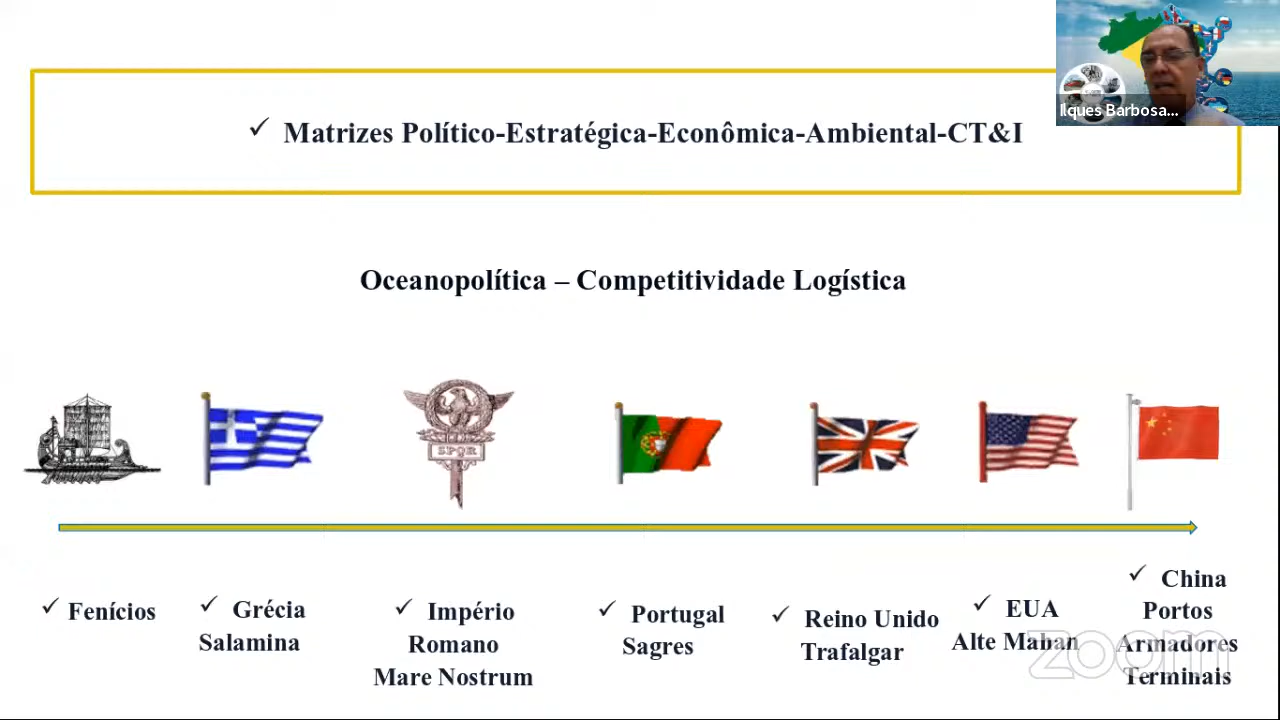 Ilques Barbosa...
✓ Matrizes Político-Estratégica-Econômica-Ambiental-CT&I
Oceanopolítica – Competitividade Logística
SPQR
✓ Fenícios
✓ Grécia
Salamina
✓ Império
Romano
Mare Nostrum
✓ Portugal
Sagres
✓ Reino Unido
Trafalgar
✓ EUA
Alte Mahan
✓ China
Portos
Armadores
Terminais
zoom